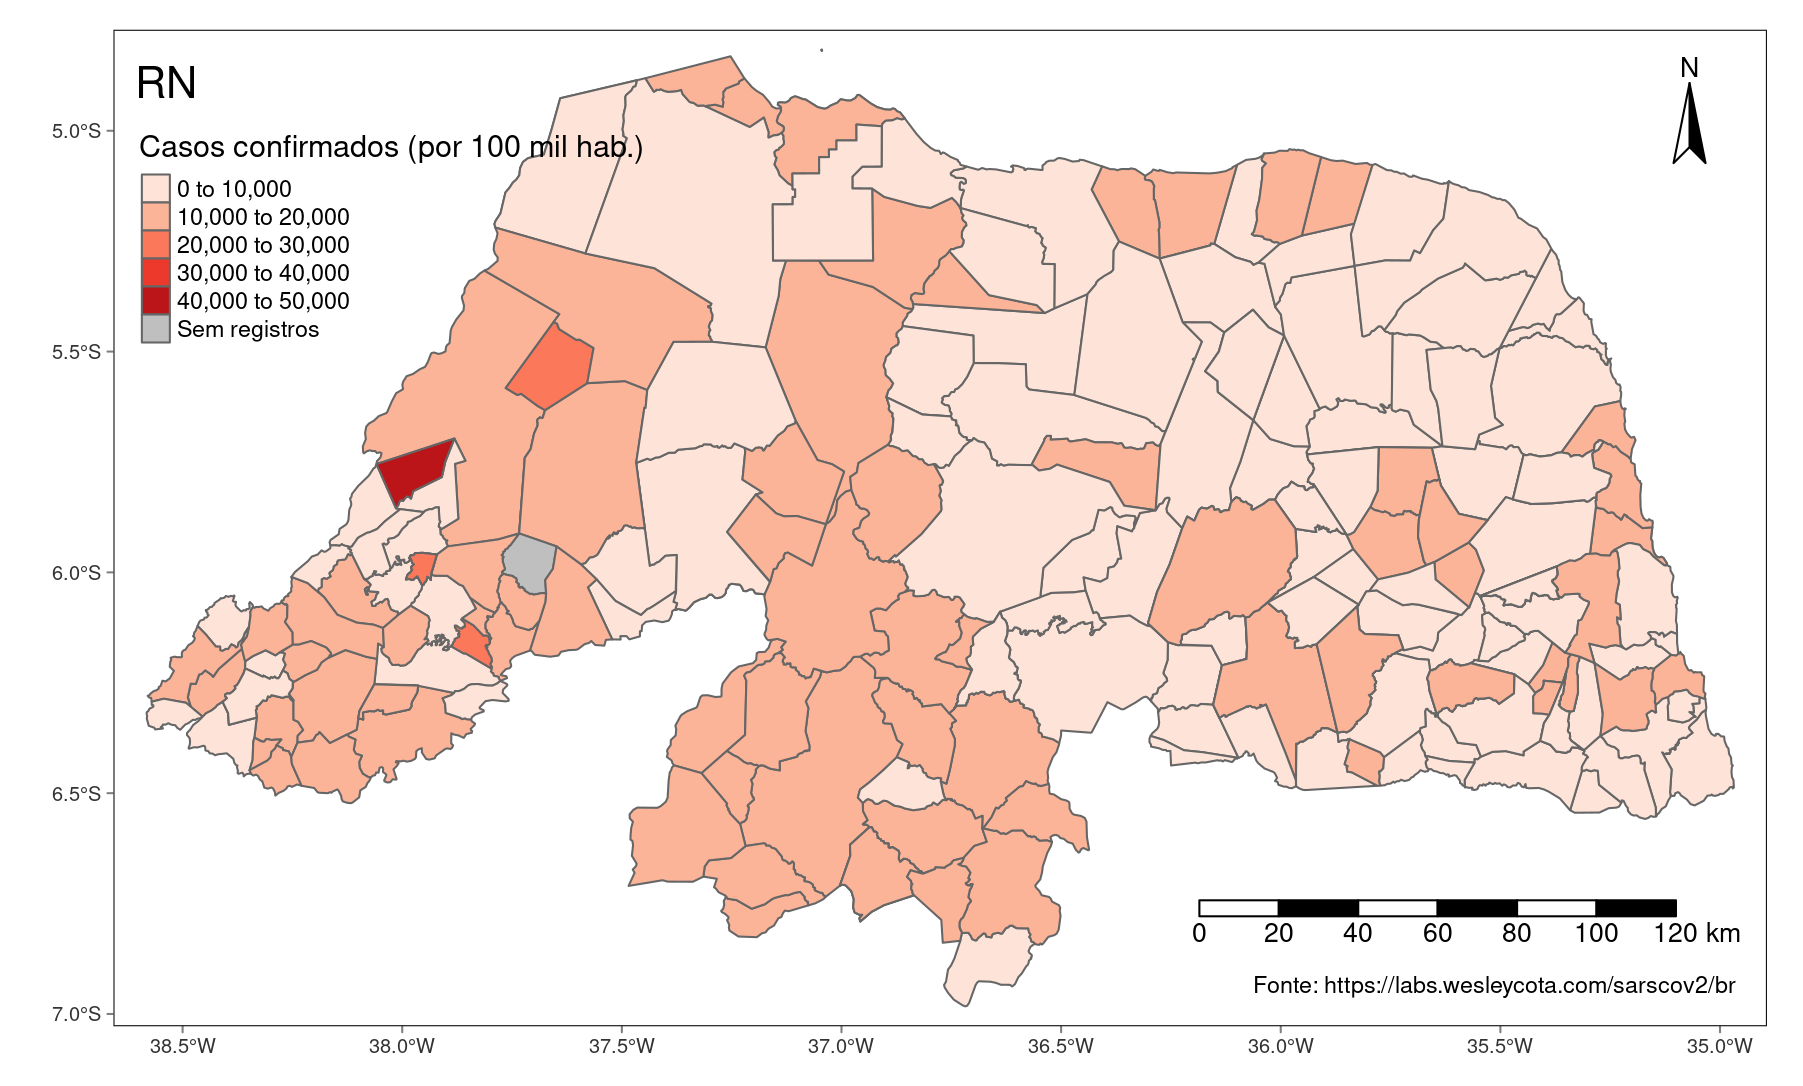 RN
N
Casos confirmados (por 100 mil hab.)
0 to 10,000
10,000 to 20,000
20,000 to 30,000
30,000 to 40,000
40,000 to 50,000
Sem registros
5.0°S
5.5°S
6.0°S
6.5°S
7.0°S
0 20 40 60 80 100 120 km
Fonte: https://labs.wesleycota.com/sarscov2/br
38.5°W 38.0°W 37.5°W 37.0°W 36.5°W 36.0°W 35.5°W 35.0°W